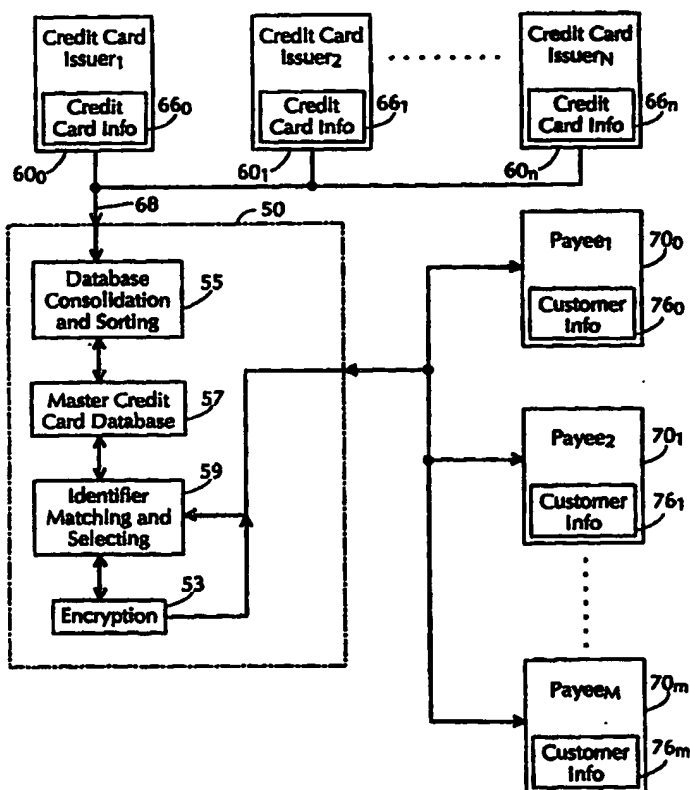 Credit Card
Issuer₁
Credit
Card Info
66₀
60₀
Credit Card
Issuer₂
Credit
Card Info
66₁
60₁
Credit Card
Issuer_N
Credit
Card Info
66ₙ
60ₙ
68
50
Database
Consolidation
and Sorting
55
Master Credit
Card Database
57
59
Identifier
Matching and
Selecting
53
Encryption
Payee₁
70₀
Customer
Info
76₀
Payee₂
70₁
Customer
Info
76₁
Payee_M
70ₘ
Customer
Info
76ₘ